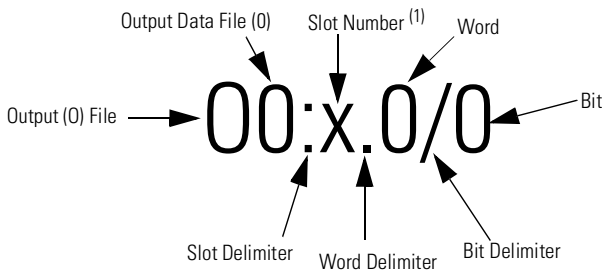 Output Data File (0)
Slot Number (1)
Word
Output (O) File
O0:x.0/0
Bit
Slot Delimiter
Word Delimiter
Bit Delimiter